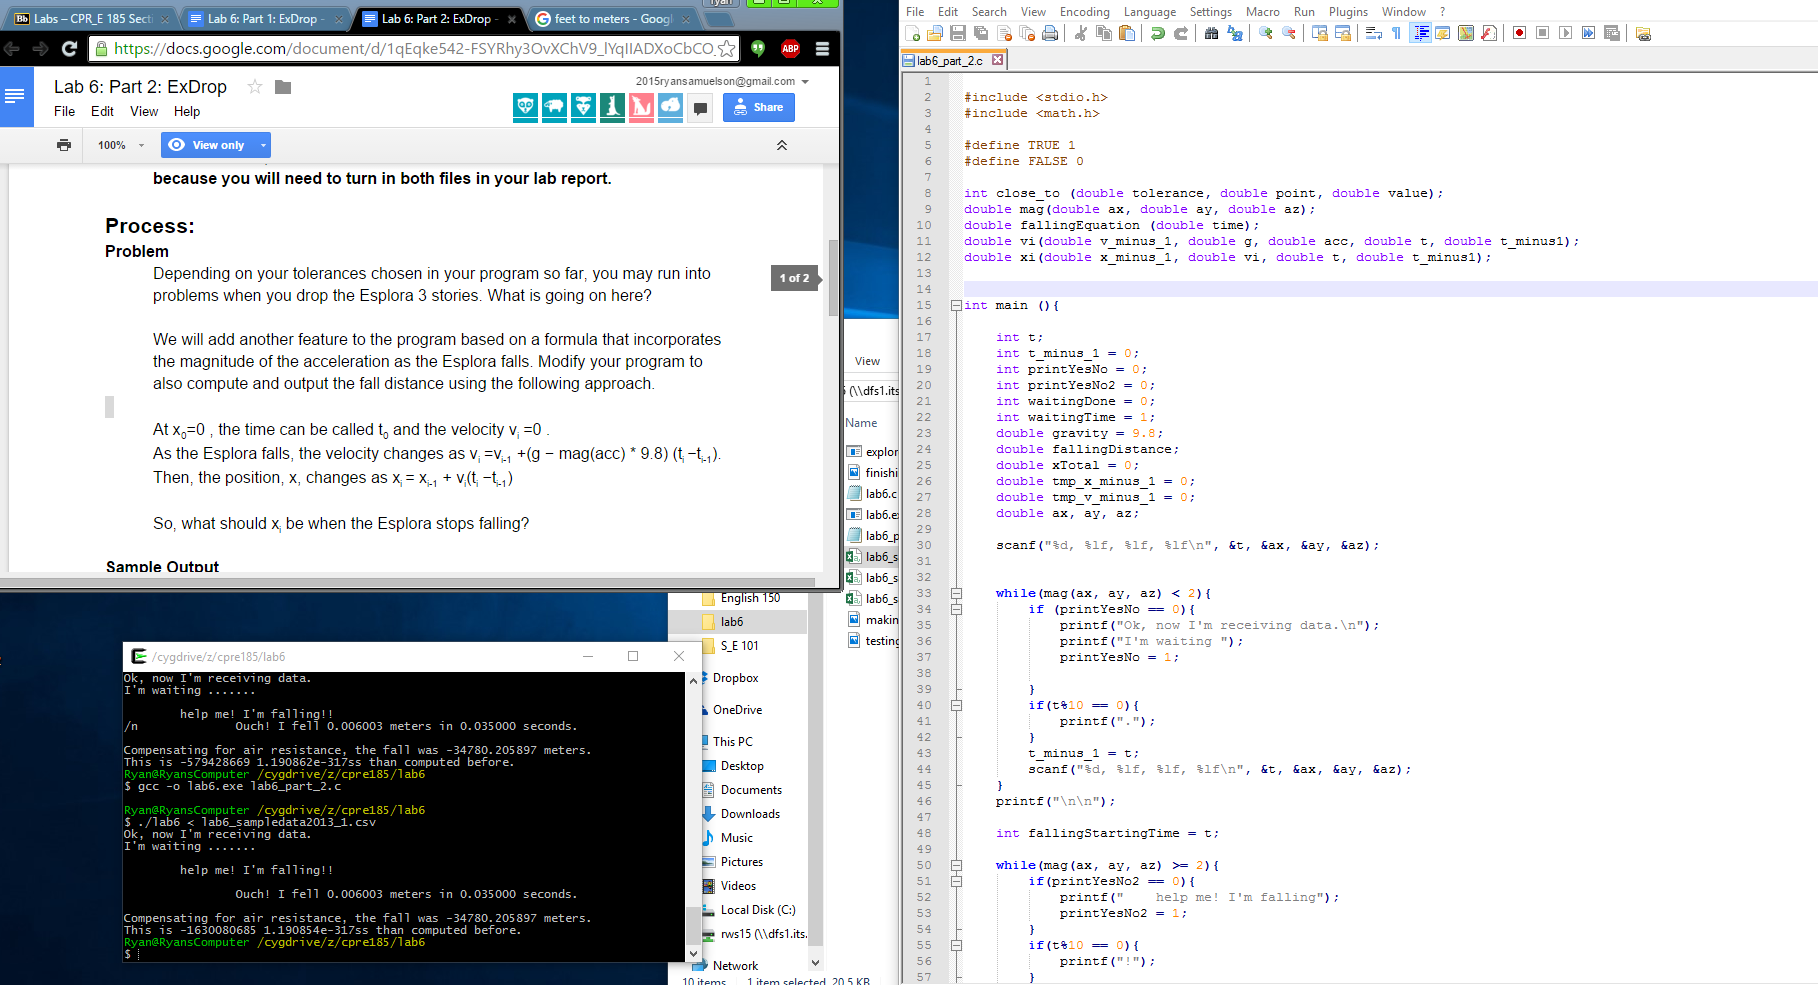 ryan
Labs – CPR_E 185 Secti
Lab 6: Part 1: ExDrop -
Lab 6: Part 2: ExDrop -
feet to meters - Googl
https://docs.google.com/document/d/1qEqke542-FSYRhy3OvXChV9_lYqIIADXoCbCO
ABP
Lab 6: Part 2: ExDrop
2015ryansamuelson@gmail.com
File Edit View Help
Share
100%
View only
because you will need to turn in both files in your lab report.
Process:
Problem
Depending on your tolerances chosen in your program so far, you may run into
problems when you drop the Esplora 3 stories. What is going on here?
1 of 2
We will add another feature to the program based on a formula that incorporates
the magnitude of the acceleration as the Esplora falls. Modify your program to
also compute and output the fall distance using the following approach.
At x0=0 , the time can be called t0 and the velocity vi =0 .
As the Esplora falls, the velocity changes as vi =vi-1 +(g − mag(acc) * 9.8) (ti −ti-1).
Then, the position, x, changes as xi = xi-1 + vi(ti −ti-1)
So, what should xi be when the Esplora stops falling?
Sample Output
View
(\\dfs1.its
Name
explor
finishi
lab6.c
lab6.ex
lab6_p
lab6_s
lab6_s
lab6_s
makin
testing
English 150
lab6
S_E 101
Dropbox
OneDrive
This PC
Desktop
Documents
Downloads
Music
Pictures
Videos
Local Disk (C:)
rws15 (\\dfs1.its.
Network
10 items 1 item selected 20.5 KB
/cygdrive/z/cpre185/lab6
Ok, now I'm receiving data.
I'm waiting .......
help me! I'm falling!!
/n Ouch! I fell 0.006003 meters in 0.035000 seconds.
Compensating for air resistance, the fall was -34780.205897 meters.
This is -579428669 1.190862e-317ss than computed before.
Ryan@RyansComputer /cygdrive/z/cpre185/lab6
$ gcc -o lab6.exe lab6_part_2.c
Ryan@RyansComputer /cygdrive/z/cpre185/lab6
$ ./lab6 < lab6_sampledata2013_1.csv
Ok, now I'm receiving data.
I'm waiting .......
help me! I'm falling!!
Ouch! I fell 0.006003 meters in 0.035000 seconds.
Compensating for air resistance, the fall was -34780.205897 meters.
This is -1630080685 1.190854e-317ss than computed before.
Ryan@RyansComputer /cygdrive/z/cpre185/lab6
$
File Edit Search View Encoding Language Settings Macro Run Plugins Window ?
lab6_part_2.c
1
2 #include <stdio.h>
3 #include <math.h>
4
5 #define TRUE 1
6 #define FALSE 0
7
8 int close_to (double tolerance, double point, double value);
9 double mag(double ax, double ay, double az);
10 double fallingEquation (double time);
11 double vi(double v_minus_1, double g, double acc, double t, double t_minus1);
12 double xi(double x_minus_1, double vi, double t, double t_minus1);
13
14
15 int main (){
16
17 int t;
18 int t_minus_1 = 0;
19 int printYesNo = 0;
20 int printYesNo2 = 0;
21 int waitingDone = 0;
22 int waitingTime = 1;
23 double gravity = 9.8;
24 double fallingDistance;
25 double xTotal = 0;
26 double tmp_x_minus_1 = 0;
27 double tmp_v_minus_1 = 0;
28 double ax, ay, az;
29
30 scanf("%d, %lf, %lf, %lf\n", &t, &ax, &ay, &az);
31
32
33 while(mag(ax, ay, az) < 2){
34 if (printYesNo == 0){
35 printf("Ok, now I'm receiving data.\n");
36 printf("I'm waiting ");
37 printYesNo = 1;
38
39 }
40 if(t%10 == 0){
41 printf(".");
42 }
43 t_minus_1 = t;
44 scanf("%d, %lf, %lf, %lf\n", &t, &ax, &ay, &az);
45 }
46 printf("\n\n");
47
48 int fallingStartingTime = t;
49
50 while(mag(ax, ay, az) >= 2){
51 if(printYesNo2 == 0){
52 printf(" help me! I'm falling");
53 printYesNo2 = 1;
54 }
55 if(t%10 == 0){
56 printf("!");
57 }